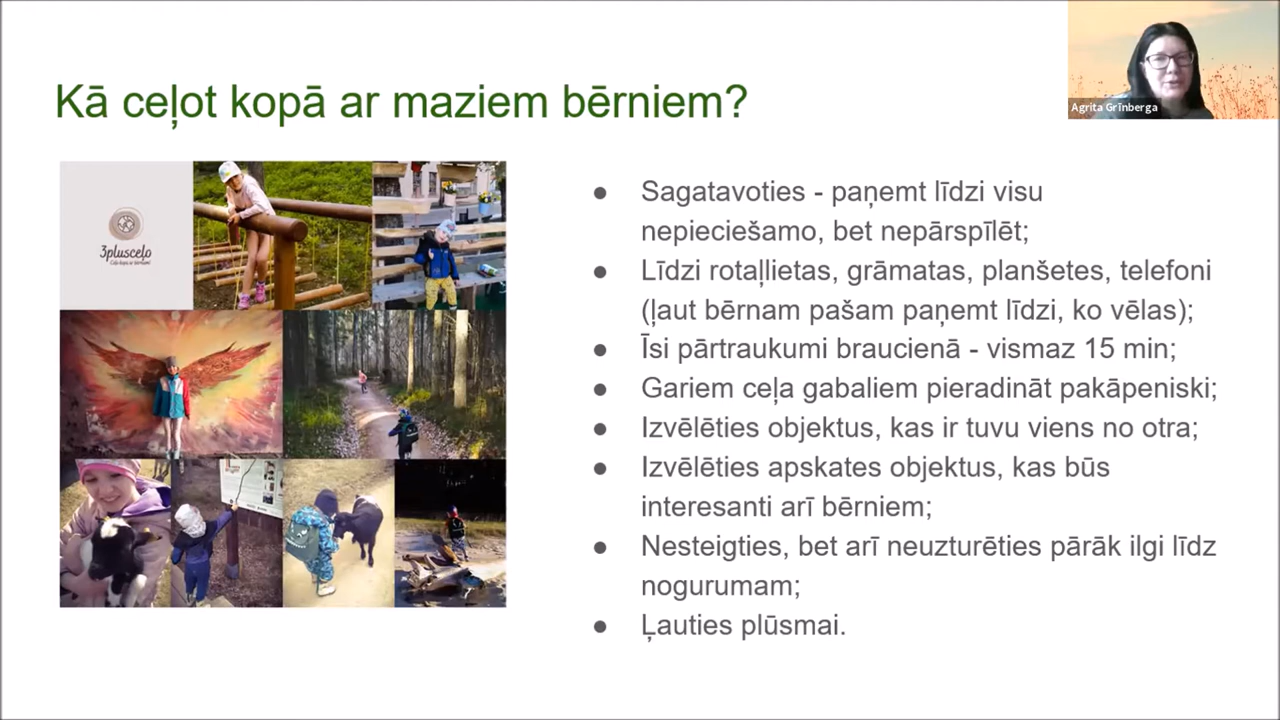 Kā ceļot kopā ar maziem bērniem?
Agrita Grīnberga
3plusceļo
● Sagatavoties - paņemt līdzi visu
nepieciešamo, bet nepārspīlēt;
● Līdzi rotaļlietas, grāmatas, planšetes, telefoni
(ļaut bērnam pašam paņemt līdzi, ko vēlas);
● Īsi pārtraukumi braucienā - vismaz 15 min;
● Gariem ceļa gabaliem pieradināt pakāpeniski;
● Izvēlēties objektus, kas ir tuvu viens no otra;
● Izvēlēties apskates objektus, kas būs
interesanti arī bērniem;
● Nesteigties, bet arī neuzturēties pārāk ilgi līdz
nogurumam;
● Ļauties plūsmai.